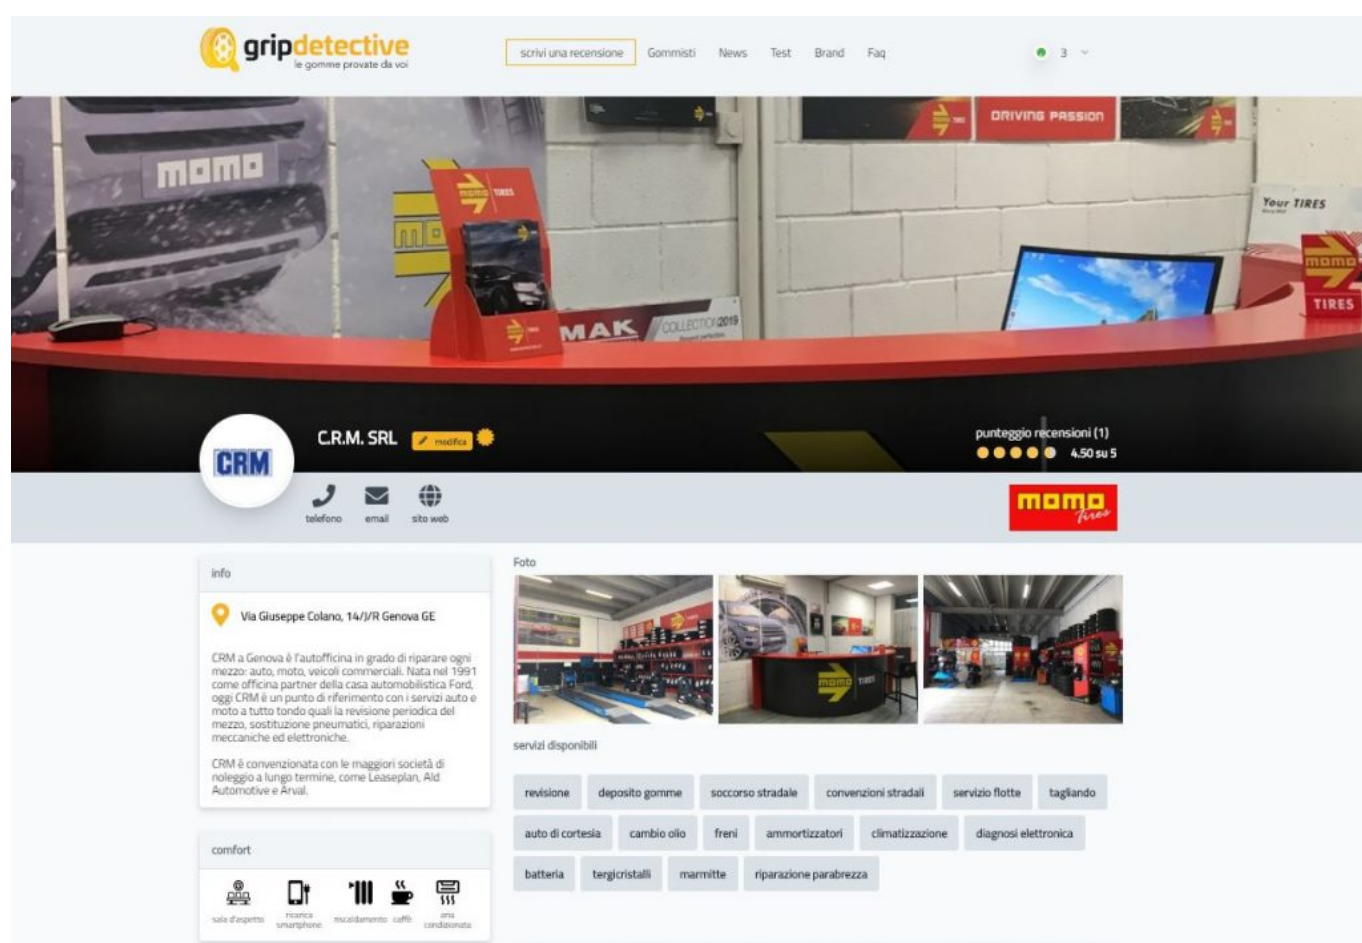 gripdetective
le gomme provate da voi
scrivi una recensione Gommisti News Test Brand Faq 3
momo
momo TIRES
DRIVING PASSION
Your TIRES
momo
TIRES
MAK COLLECTION2019
C.R.M. SRL modifica
punteggio recensioni (1)
4.50 su 5
CRM
telefono email sito web
momo
Tires
info
Via Giuseppe Colano, 14/J/R Genova GE
CRM a Genova è l'autofficina in grado di riparare ogni
mezzo: auto, moto, veicoli commerciali. Nata nel 1991
come officina partner della casa automobilistica Ford,
oggi CRM è un punto di riferimento con i servizi auto e
moto a tutto tondo quali la revisione periodica del
mezzo, sostituzione pneumatici, riparazioni
meccaniche ed elettroniche.
CRM è convenzionata con le maggiori società di
noleggio a lungo termine, come Leaseplan, Ald
Automotive e Arval.
comfort
sala d'aspetto
ricarica
smartphone
riscaldamento
caffè
aria
condizionata
Foto
momo TIRES
servizi disponibili
revisione deposito gomme soccorso stradale convenzioni stradali servizio flotte tagliando
auto di cortesia cambio olio freni ammortizzatori climatizzazione diagnosi elettronica
batteria tergicristalli marmitte riparazione parabrezza